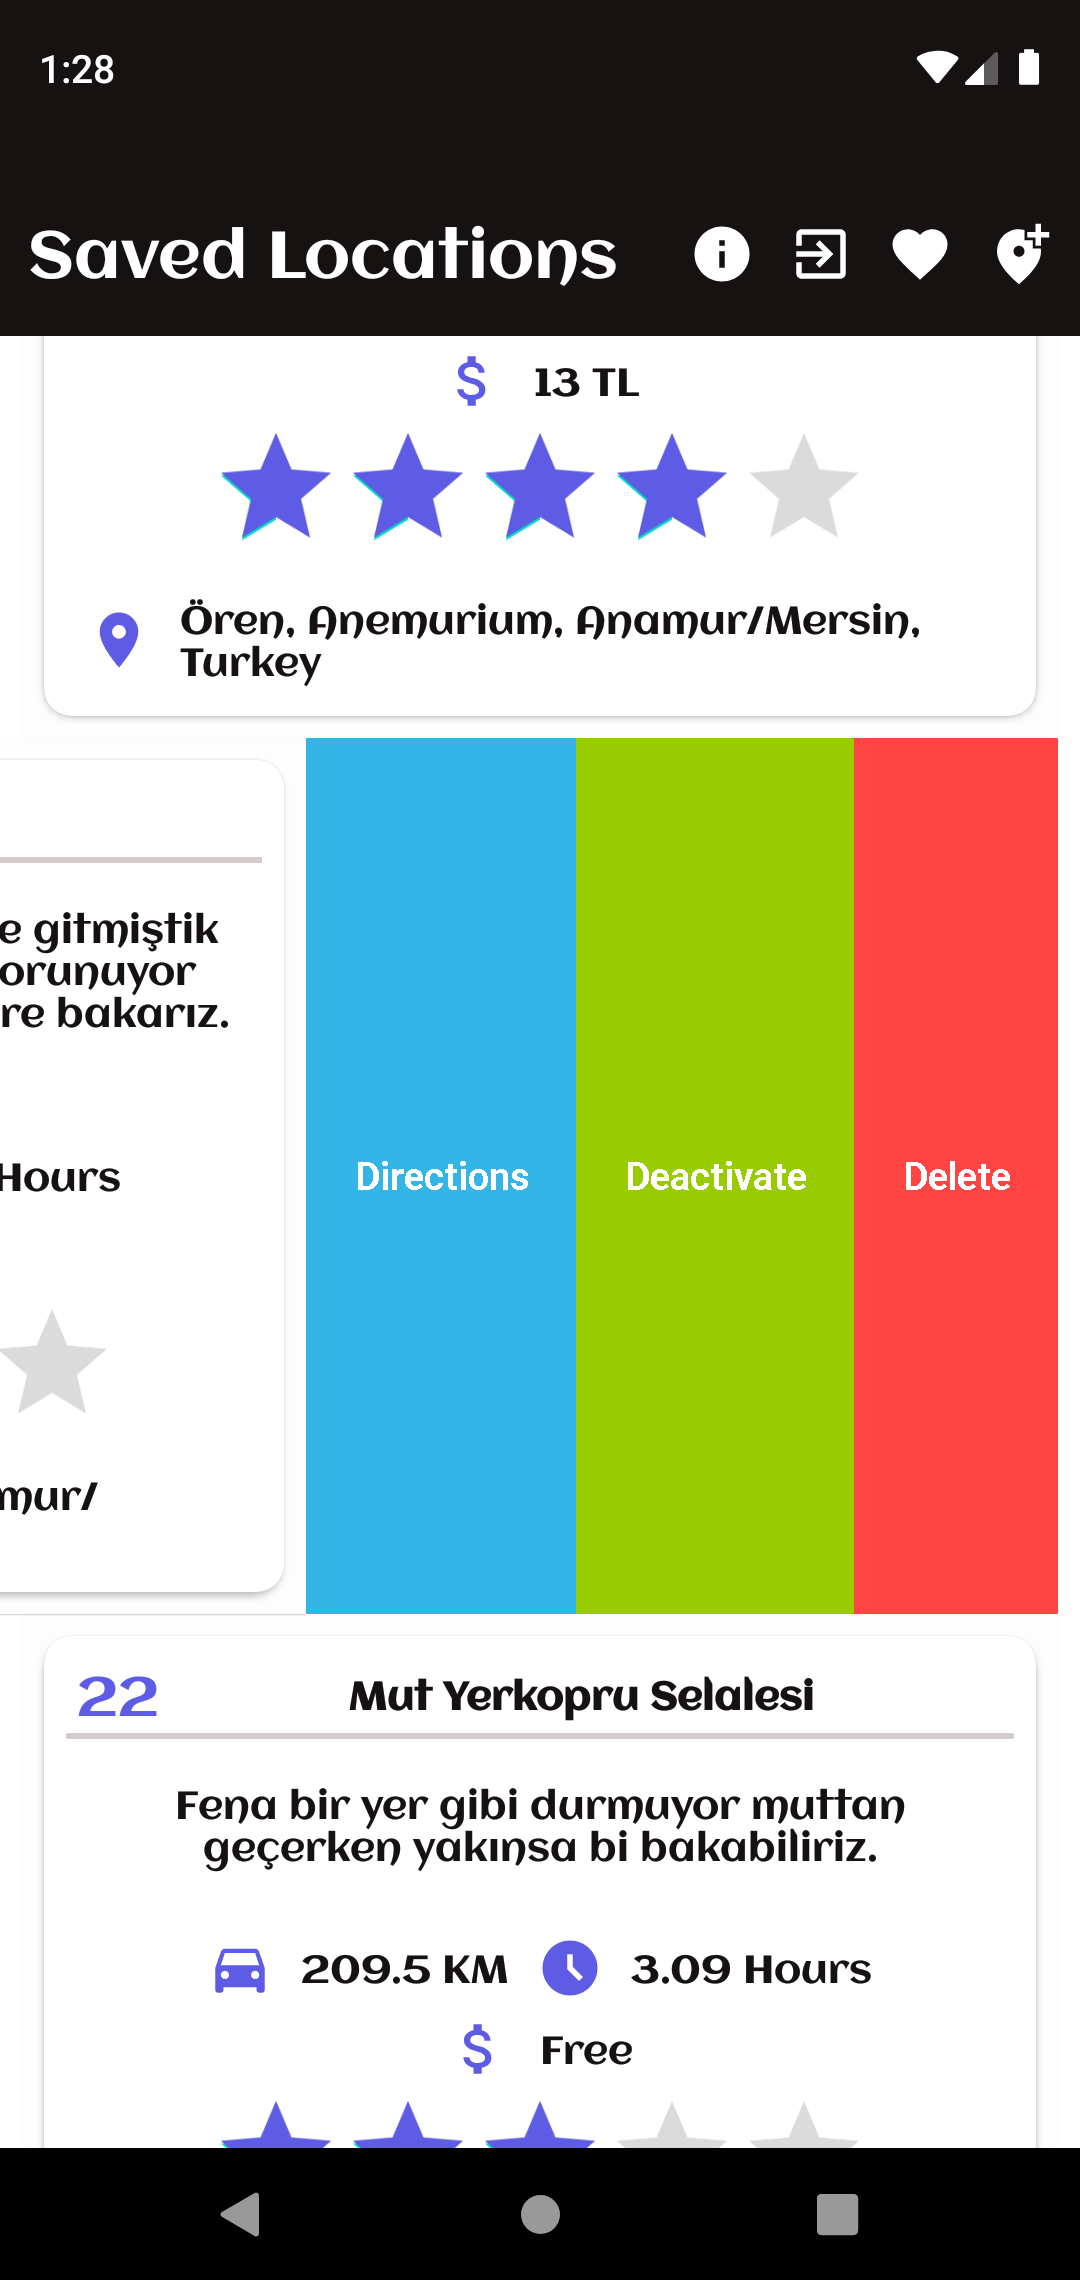 1:28
Saved Locations
$ 13 TL
Ören, Anemurium, Anamur/Mersin,
Turkey
e gitmiştik
orunuyor
re bakarız.
Hours
mur/
Directions
Deactivate
Delete
22 Mut Yerkopru Selalesi
Fena bir yer gibi durmuyor muttan
geçerken yakınsa bi bakabiliriz.
209.5 KM 3.09 Hours
$ Free